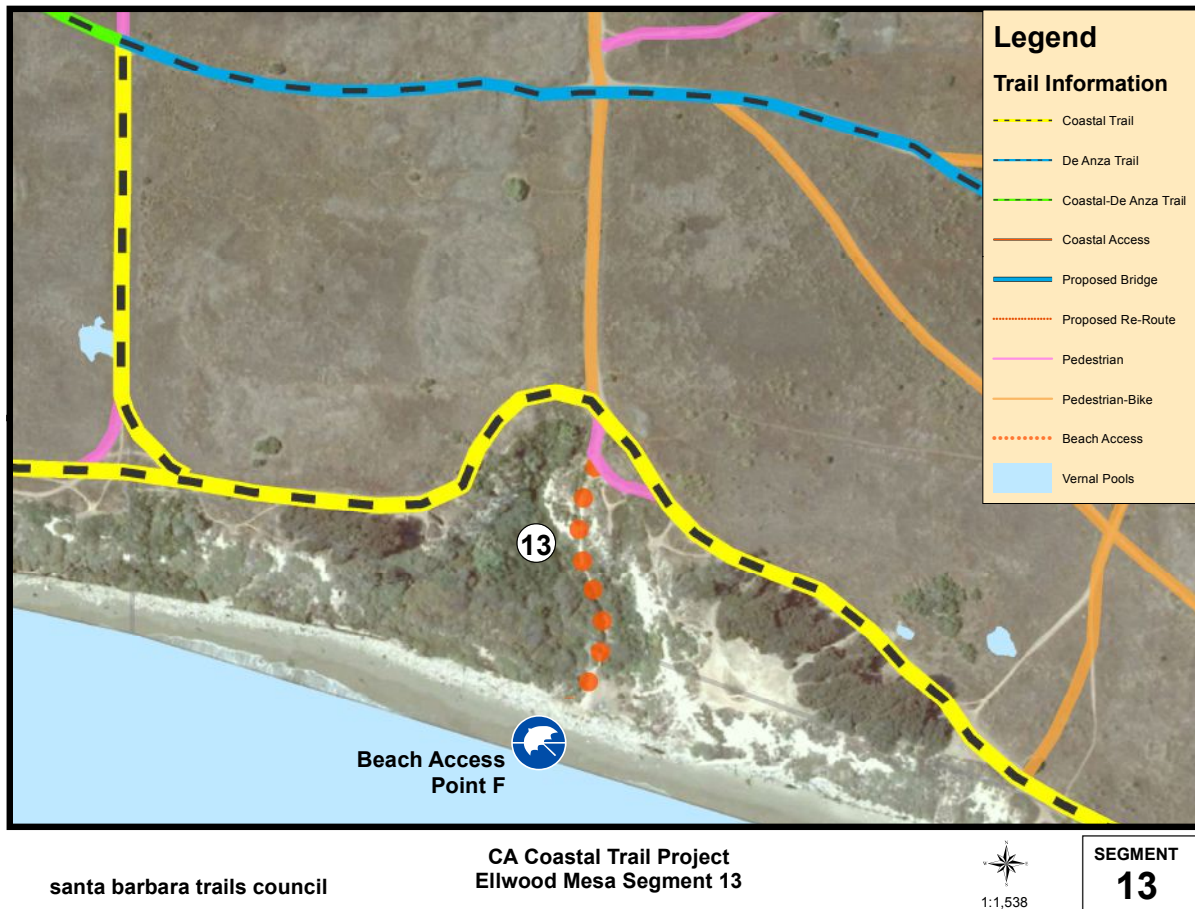 Legend
Trail Information
Coastal Trail
De Anza Trail
Coastal-De Anza Trail
Coastal Access
Proposed Bridge
Proposed Re-Route
Pedestrian
Pedestrian-Bike
Beach Access
Vernal Pools
13
Beach Access
Point F
santa barbara trails council
CA Coastal Trail Project
Ellwood Mesa Segment 13
1:1,538
SEGMENT
13